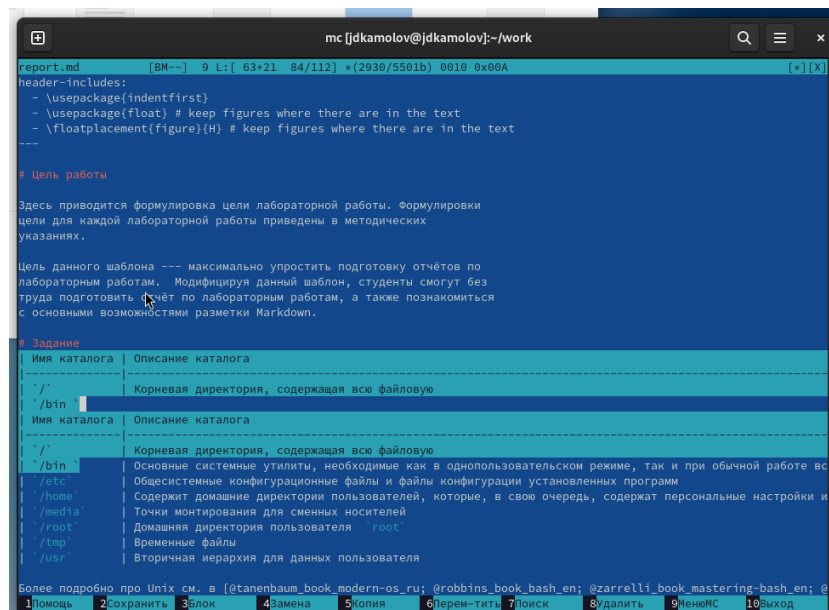 mc [jdkamolov@jdkamolov]:~/work
report.md [BM--] 9 L:[ 63+21 84/112] *(2930/5501b) 0010 0x00A [*][X]
header-includes:
- \usepackage{indentfirst}
- \usepackage{float} # keep figures where there are in the text
- \floatplacement{figure}{H} # keep figures where there are in the text
---
# Цель работы
Здесь приводится формулировка цели лабораторной работы. Формулировки
цели для каждой лабораторной работы приведены в методических
указаниях.
Цель данного шаблона --- максимально упростить подготовку отчётов по
лабораторным работам. Модифицируя данный шаблон, студенты смогут без
труда подготовить отчёт по лабораторным работам, а также познакомиться
с основными возможностями разметки Markdown.
# Задание
| Имя каталога | Описание каталога
|--------------|------------------------------------------------------------
| `/` | Корневая директория, содержащая всю файловую
| `/bin `
| Имя каталога | Описание каталога
|--------------|------------------------------------------------------------
| `/` | Корневая директория, содержащая всю файловую
| `/bin ` | Основные системные утилиты, необходимые как в однопользовательском режиме, так и при обычной работе вс
| `/etc` | Общесистемные конфигурационные файлы и файлы конфигурации установленных программ
| `/home` | Содержит домашние директории пользователей, которые, в свою очередь, содержат персональные настройки и
| `/media` | Точки монтирования для сменных носителей
| `/root` | Домашняя директория пользователя `root`
| `/tmp` | Временные файлы
| `/usr` | Вторичная иерархия для данных пользователя
Более подробно про Unix см. в [@tanenbaum_book_modern-os_ru; @robbins_book_bash_en; @zarrelli_book_mastering-bash_en; @
1Помощь 2Сохранить 3Блок 4Замена 5Копия 6Перем~тить 7Поиск 8Удалить 9МенюMC 10Выход